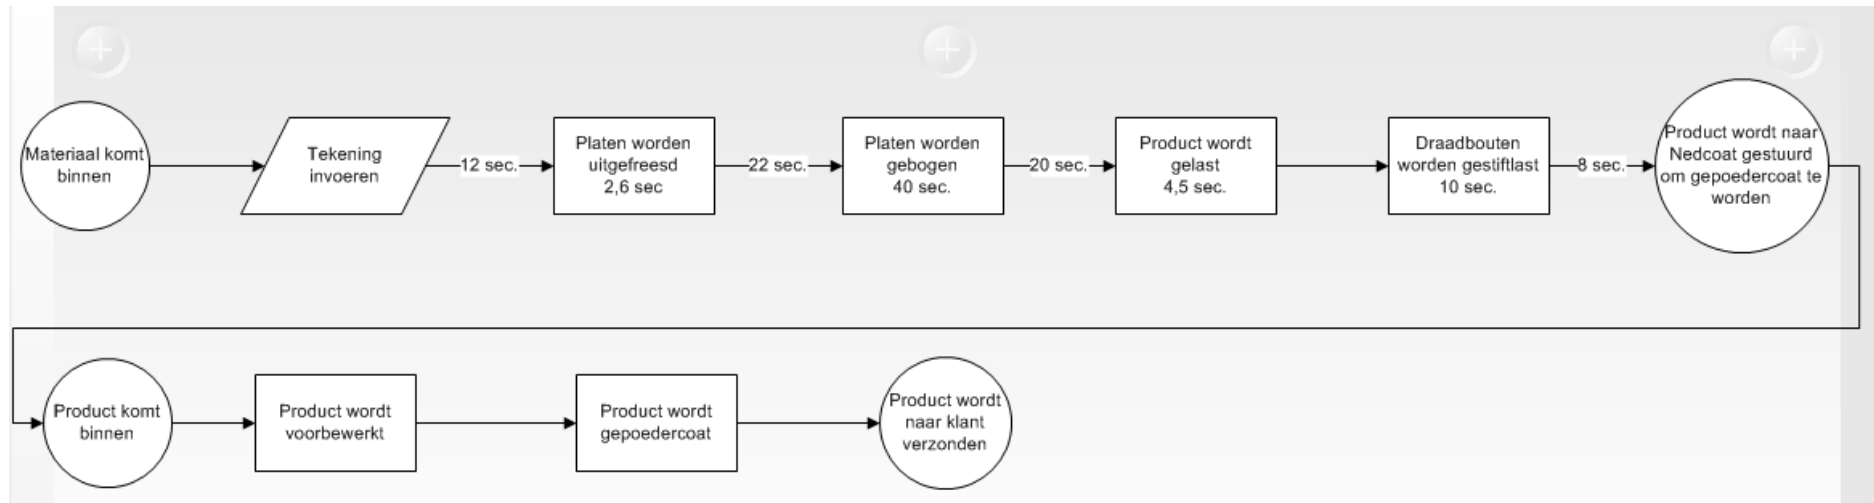 Materiaal komt
binnen
Tekening
invoeren
12 sec.
Platen worden
uitgefreesd
2,6 sec
22 sec.
Platen worden
gebogen
40 sec.
20 sec.
Product wordt
gelast
4,5 sec.
Draadbouten
worden gestiftlast
10 sec.
8 sec.
Product wordt naar
Nedcoat gestuurd
om gepoedercoat te
worden
Product komt
binnen
Product wordt
voorbewerkt
Product wordt
gepoedercoat
Product wordt
naar klant
verzonden